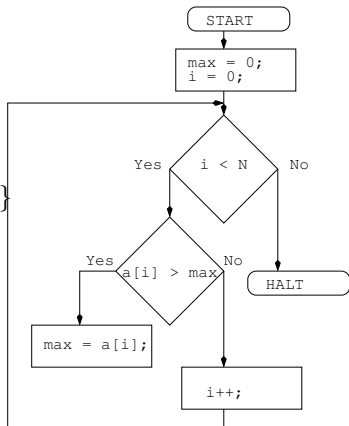 START
max = 0;
i = 0;
Yes
i < N
No
}
Yes
a[i] > max
No
HALT
max = a[i];
i++;